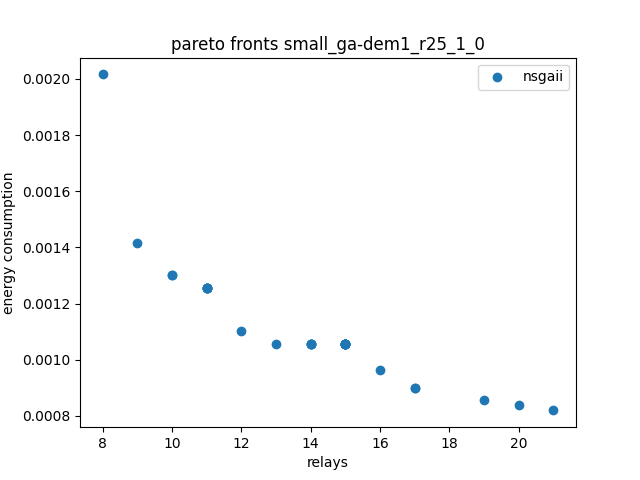 pareto fronts small_ga-dem1_r25_1_0
nsgaii
0.0020
0.0018
0.0016
0.0014
0.0012
0.0010
0.0008
energy consumption
8 10 12 14 16 18 20
relays